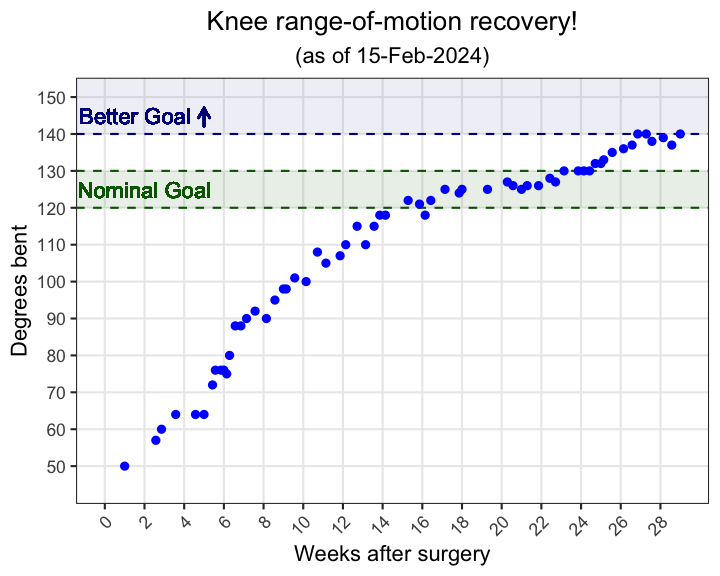 Knee range-of-motion recovery!
(as of 15-Feb-2024)
150
Better Goal ↑
140
130
Nominal Goal
120
110
100
90
80
70
60
50
Degrees bent
0 2 4 6 8 10 12 14 16 18 20 22 24 26 28
Weeks after surgery